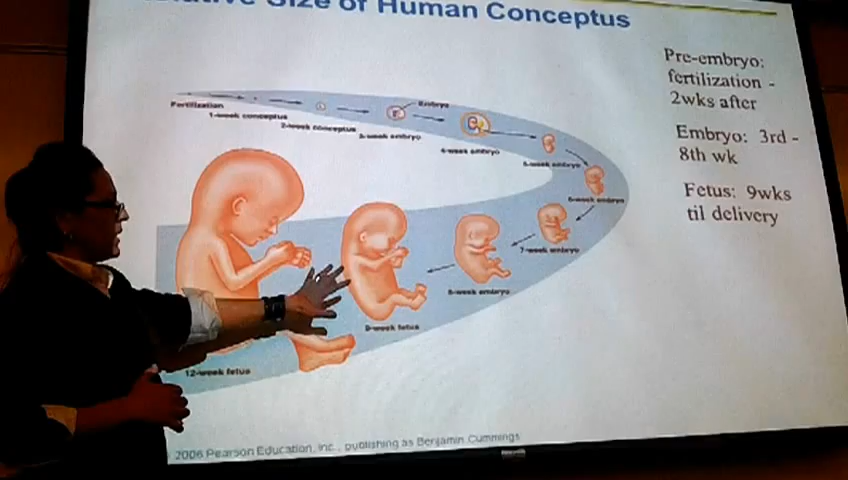 Size of Human Conceptus
Pre-embryo:
fertilization -
2wks after
Embryo: 3rd -
8th wk
Fetus: 9wks
til delivery
Fertilization
1-week conceptus
2-week conceptus
Embryo
3-week embryo
4-week embryo
5-week embryo
6-week embryo
7-week embryo
8-week embryo
9-week fetus
12-week fetus
2006 Pearson Education, Inc., publishing as Benjamin Cummings